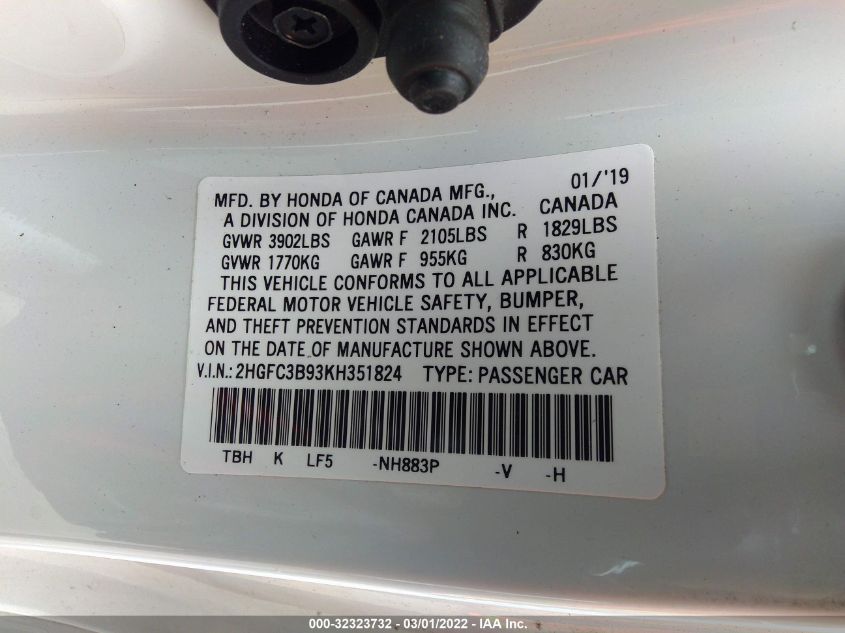 01/'19
MFD. BY HONDA OF CANADA MFG.,
A DIVISION OF HONDA CANADA INC. CANADA
GVWR 3902LBS GAWR F 2105LBS R 1829LBS
GVWR 1770KG GAWR F 955KG R 830KG
THIS VEHICLE CONFORMS TO ALL APPLICABLE
FEDERAL MOTOR VEHICLE SAFETY, BUMPER,
AND THEFT PREVENTION STANDARDS IN EFFECT
ON THE DATE OF MANUFACTURE SHOWN ABOVE.
V.I.N.: 2HGFC3B93KH351824 TYPE: PASSENGER CAR
TBH K LF5 -NH883P -V -H
000-32323732 - 03/01/2022 - IAA Inc.